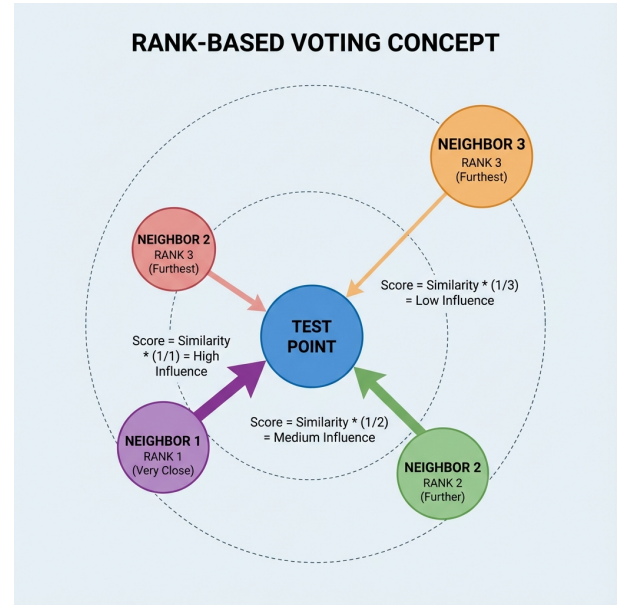 RANK-BASED VOTING CONCEPT
NEIGHBOR 3
RANK 3
(Furthest)
NEIGHBOR 2
RANK 3
(Furthest)
Score = Similarity * (1/3)
= Low Influence
TEST
POINT
Score = Similarity
* (1/1) = High
Influence
Score = Similarity * (1/2)
= Medium Influence
NEIGHBOR 1
RANK 1
(Very Close)
NEIGHBOR 2
RANK 2
(Further)